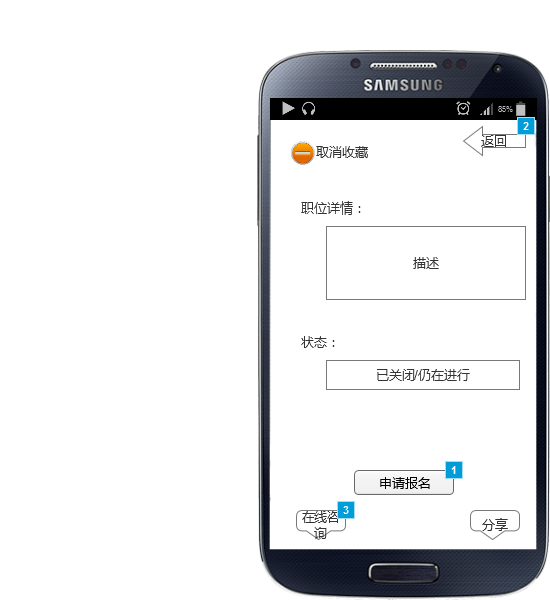 SAMSUNG
85%
2
返回
取消收藏
职位详情：
描述
状态：
已关闭/仍在进行
1
申请报名
3
在线咨
询
分享